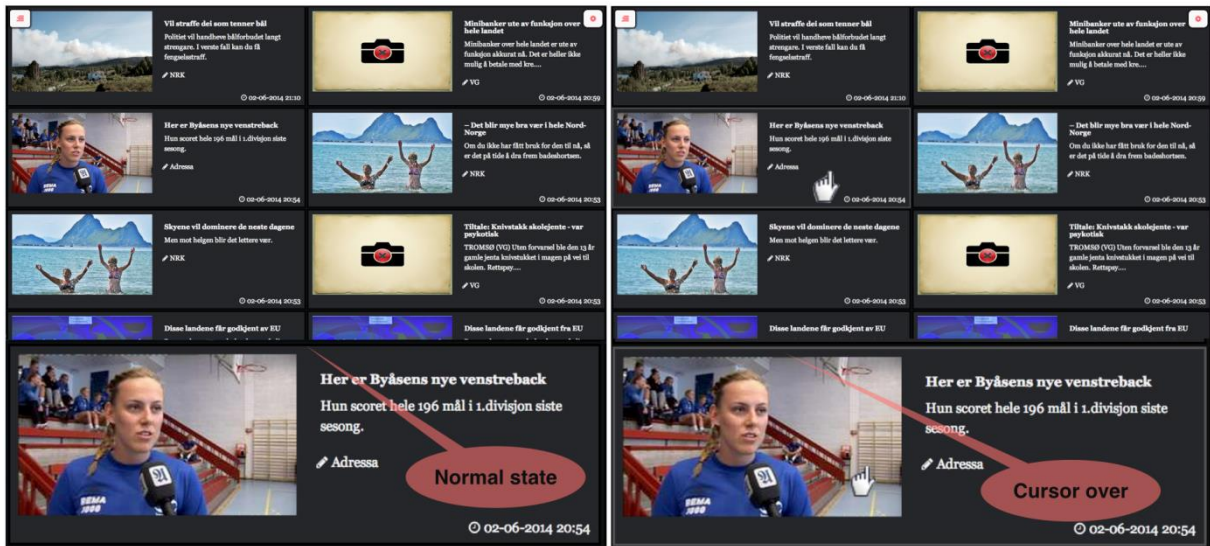 Vil straffe dei som tenner bål
Politiet vil handheve bålforbudet langt
strengare. I verste fall kan du få
fengselsstraff.
NRK
02-06-2014 21:10
Minibanker ute av funksjon over
hele landet
Minibanker over hele landet er ute av
funksjon akkurat nå. Det er heller ikke
mulig å betale med kre....
VG
02-06-2014 20:59
Her er Byåsens nye venstreback
Hun scoret hele 196 mål i 1.divisjon siste
sesong.
Adressa
02-06-2014 20:54
– Det blir mye bra vær i hele Nord-
Norge
Om du ikke har fått bruk for den til nå, så
er det på tide å dra frem badeshortsen.
NRK
02-06-2014 20:53
Skyene vil dominere de neste dagene
Men mot helgen blir det lettere vær.
NRK
02-06-2014 20:53
Tiltale: Knivstakk skolejente - var
psykotisk
TROMSØ (VG) Uten forvarsel ble den 13 år
gamle jenta knivstukket i magen på vei til
skolen. Rettspsy....
VG
02-06-2014 20:53
Disse landene får godkjent av EU
Disse landene får godkjent fra EU
Her er Byåsens nye venstreback
Hun scoret hele 196 mål i 1.divisjon siste
sesong.
Adressa
REMA
1000
Normal state
02-06-2014 20:54
Vil straffe dei som tenner bål
Politiet vil handheve bålforbudet langt
strengare. I verste fall kan du få
fengselsstraff.
NRK
02-06-2014 21:10
Minibanker ute av funksjon over
hele landet
Minibanker over hele landet er ute av
funksjon akkurat nå. Det er heller ikke
mulig å betale med kre....
VG
02-06-2014 20:59
Her er Byåsens nye venstreback
Hun scoret hele 196 mål i 1.divisjon siste
sesong.
Adressa
02-06-2014 20:54
– Det blir mye bra vær i hele Nord-
Norge
Om du ikke har fått bruk for den til nå, så
er det på tide å dra frem badeshortsen.
NRK
02-06-2014 20:53
Skyene vil dominere de neste dagene
Men mot helgen blir det lettere vær.
NRK
02-06-2014 20:53
Tiltale: Knivstakk skolejente - var
psykotisk
TROMSØ (VG) Uten forvarsel ble den 13 år
gamle jenta knivstukket i magen på vei til
skolen. Rettspsy....
VG
02-06-2014 20:53
Disse landene får godkjent av EU
Disse landene får godkjent fra EU
Her er Byåsens nye venstreback
Hun scoret hele 196 mål i 1.divisjon siste
sesong.
Adressa
REMA
1000
Cursor over
02-06-2014 20:54